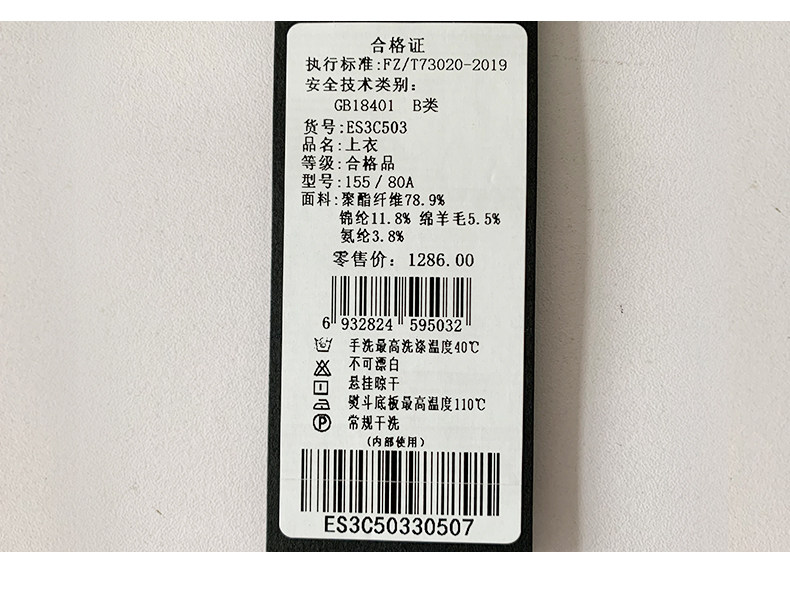 合格证
执行标准:FZ/T73020-2019
安全技术类别:
GB18401 B类
货号:ES3C503
品名:上衣
等级:合格品
型号:155/80A
面料:聚酯纤维78.9%
锦纶11.8% 绵羊毛5.5%
氨纶3.8%
零售价: 1286.00
6 932824 595032
手洗最高洗涤温度40℃
不可漂白
悬挂晾干
熨斗底板最高温度110℃
P 常规干洗
(内部使用)
ES3C50330507